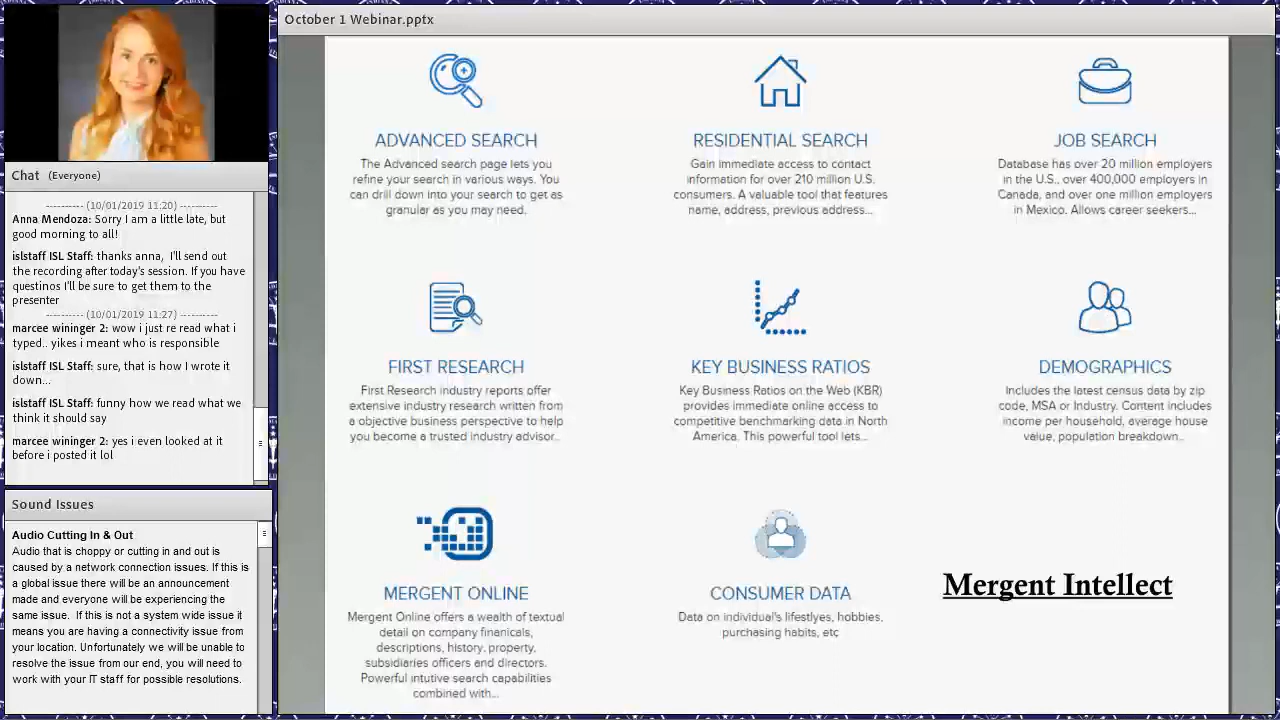 October 1 Webinar.pptx
Chat (Everyone)
---------- (10/01/2019 11:20) ----------
Anna Mendoza: Sorry I am a little late, but
good morning to all!
islstaff ISL Staff: thanks anna,  I'll send out
the recording after today's session. If you have
questinos I'll be sure to get them to the
presenter
---------- (10/01/2019 11:27) ----------
marcee wininger 2: wow i just re read what i
typed.. yikes i meant who is responsible
islstaff ISL Staff: sure, that is how I wrote it
down...
islstaff ISL Staff: funny how we read what we
think it should say
marcee wininger 2: yes i even looked at it
before i posted it lol
Sound Issues
Audio Cutting In & Out
Audio that is choppy or cutting in and out is
caused by a network connection issues. If this is
a global issue there will be an announcement
made and everyone will be experiencing the
same issue.  If this is not a system wide issue it
means you are having a connectivity issue from
your location. Unfortunately we will be unable to
resolve the issue from our end, you will need to
work with your IT staff for possible resolutions.
ADVANCED SEARCH
The Advanced search page lets you
refine your search in various ways. You
can drill down into your search to get as
granular as you may need.
RESIDENTIAL SEARCH
Gain immediate access to contact
information for over 210 million U.S.
consumers. A valuable tool that features
name, address, previous address...
JOB SEARCH
Database has over 20 million employers
in the U.S., over 400,000 employers in
Canada, and over one million employers
in Mexico. Allows career seekers...
FIRST RESEARCH
First Research industry reports offer
extensive industry research written from
a objective business perspective to help
you become a trusted industry advisor...
KEY BUSINESS RATIOS
Key Business Ratios on the Web (KBR)
provides immediate online access to
competitive benchmarking data in North
America. This powerful tool lets...
DEMOGRAPHICS
Includes the latest census data by zip
code, MSA or Industry. Content includes
income per household, average house
value, population breakdown...
MERGENT ONLINE
Mergent Online offers a wealth of textual
detail on company finanicals,
descriptions, history, property,
subsidiaries officers and directors.
Powerful intutive search capabilities
combined with...
CONSUMER DATA
Data on individual's lifestlyes, hobbies,
purchasing habits, etc
Mergent Intellect